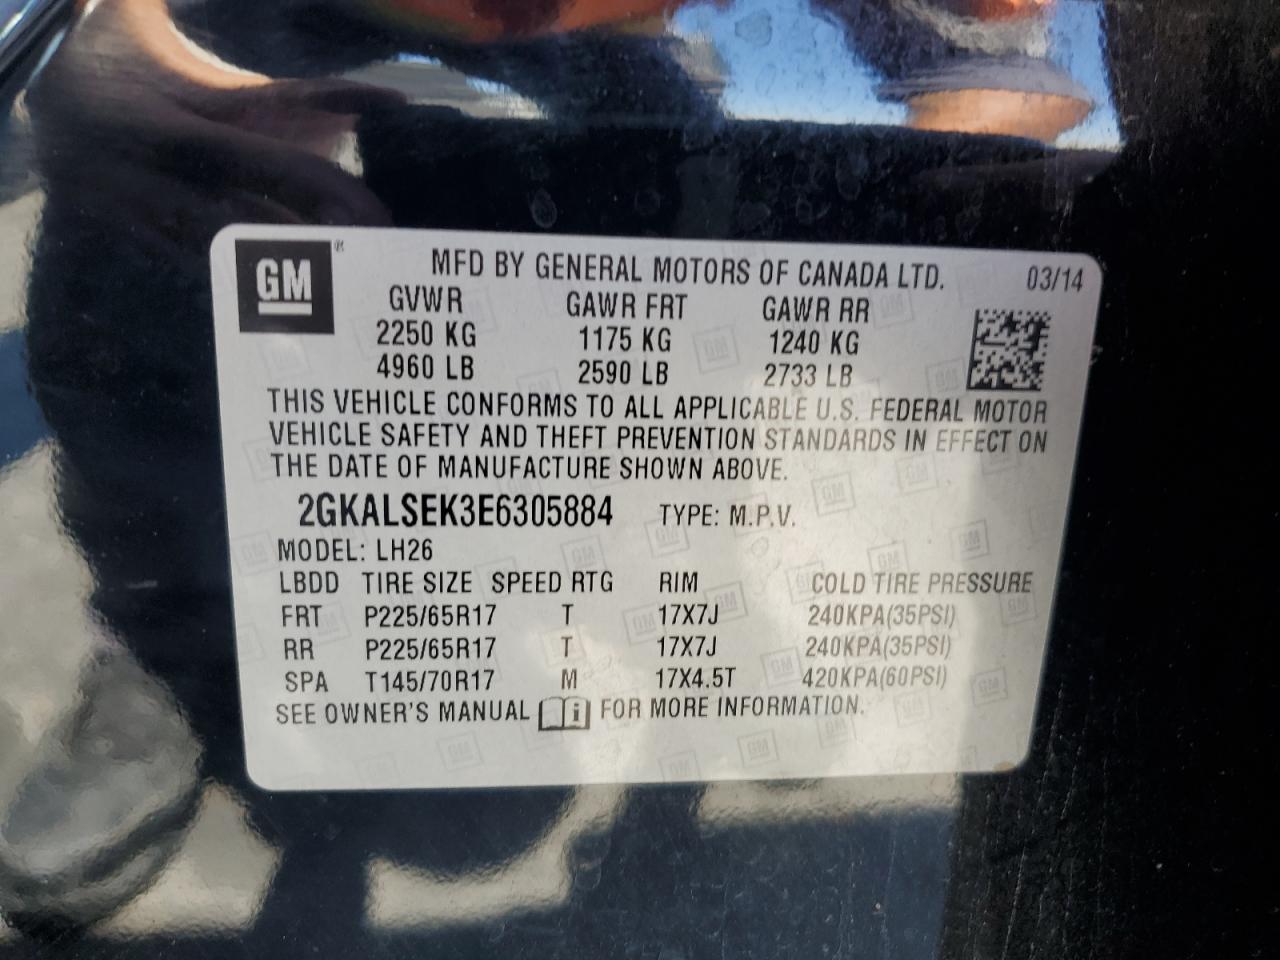 GM ® MFD BY GENERAL MOTORS OF CANADA LTD. 03/14
GVWR GAWR FRT GAWR RR
2250 KG 1175 KG 1240 KG
4960 LB 2590 LB 2733 LB
THIS VEHICLE CONFORMS TO ALL APPLICABLE U.S. FEDERAL MOTOR
VEHICLE SAFETY AND THEFT PREVENTION STANDARDS IN EFFECT ON
THE DATE OF MANUFACTURE SHOWN ABOVE.
2GKALSEK3E6305884 TYPE: M.P.V.
MODEL: LH26
LBDD TIRE SIZE SPEED RTG RIM COLD TIRE PRESSURE
FRT P225/65R17 T 17X7J 240KPA(35PSI)
RR P225/65R17 T 17X7J 240KPA(35PSI)
SPA T145/70R17 M 17X4.5T 420KPA(60PSI)
SEE OWNER'S MANUAL i FOR MORE INFORMATION.